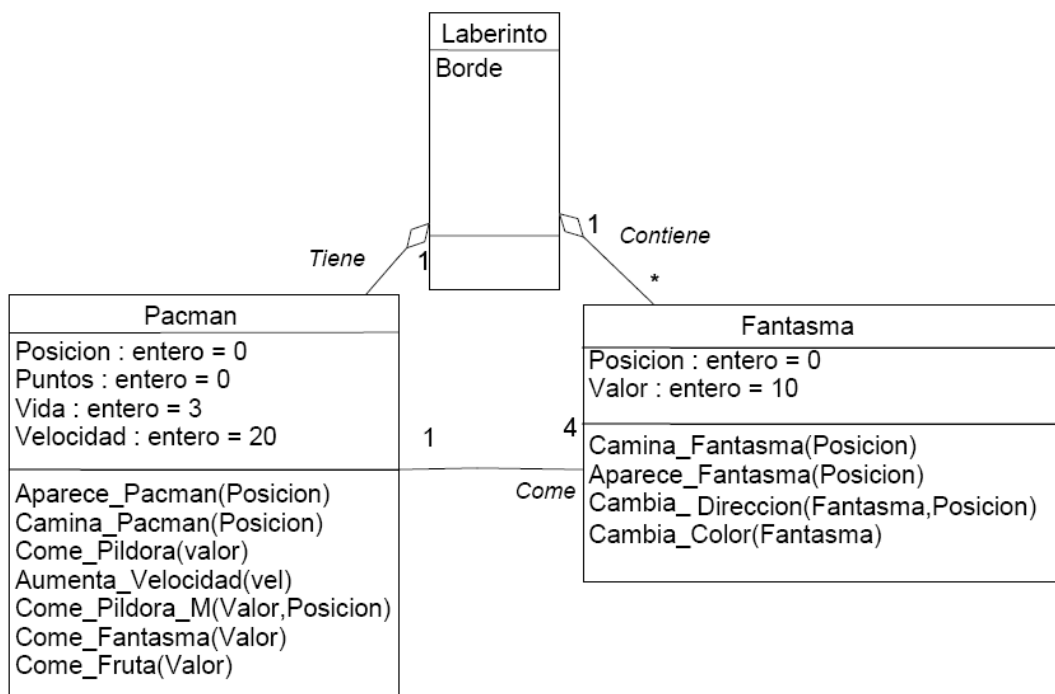 Laberinto
Borde
Tiene
1
1
Contiene
*
Pacman
Posicion : entero = 0
Puntos : entero = 0
Vida : entero = 3
Velocidad : entero = 20
Aparece_Pacman(Posicion)
Camina_Pacman(Posicion)
Come_Pildora(valor)
Aumenta_Velocidad(vel)
Come_Pildora_M(Valor,Posicion)
Come_Fantasma(Valor)
Come_Fruta(Valor)
1
4
Come
Fantasma
Posicion : entero = 0
Valor : entero = 10
Camina_Fantasma(Posicion)
Aparece_Fantasma(Posicion)
Cambia_ Direccion(Fantasma,Posicion)
Cambia_Color(Fantasma)